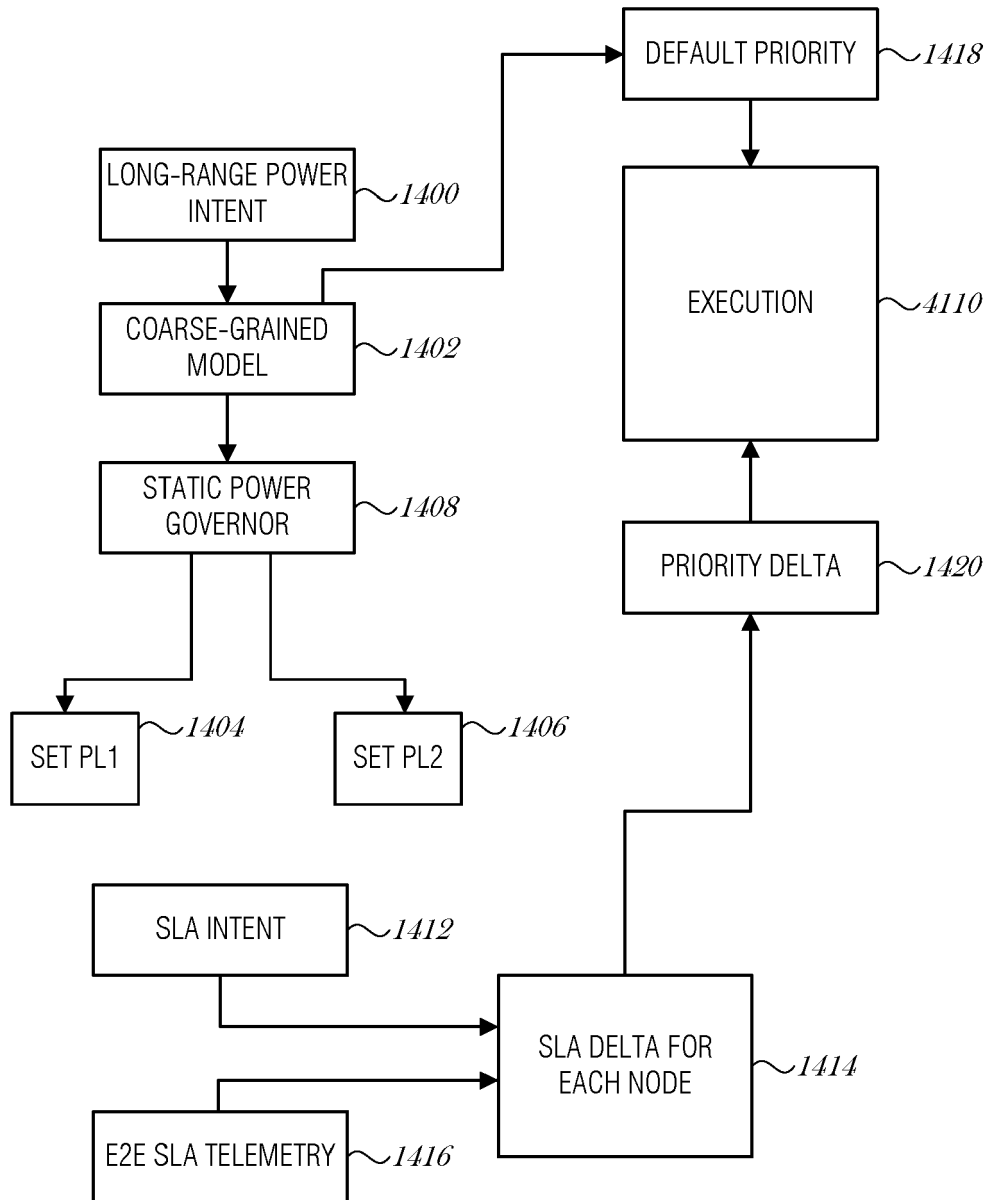 DEFAULT PRIORITY
1418
LONG-RANGE POWER
INTENT
1400
EXECUTION
4110
COARSE-GRAINED
MODEL
1402
STATIC POWER
GOVERNOR
1408
PRIORITY DELTA
1420
SET PL1
1404
SET PL2
1406
SLA INTENT
1412
SLA DELTA FOR
EACH NODE
1414
E2E SLA TELEMETRY
1416